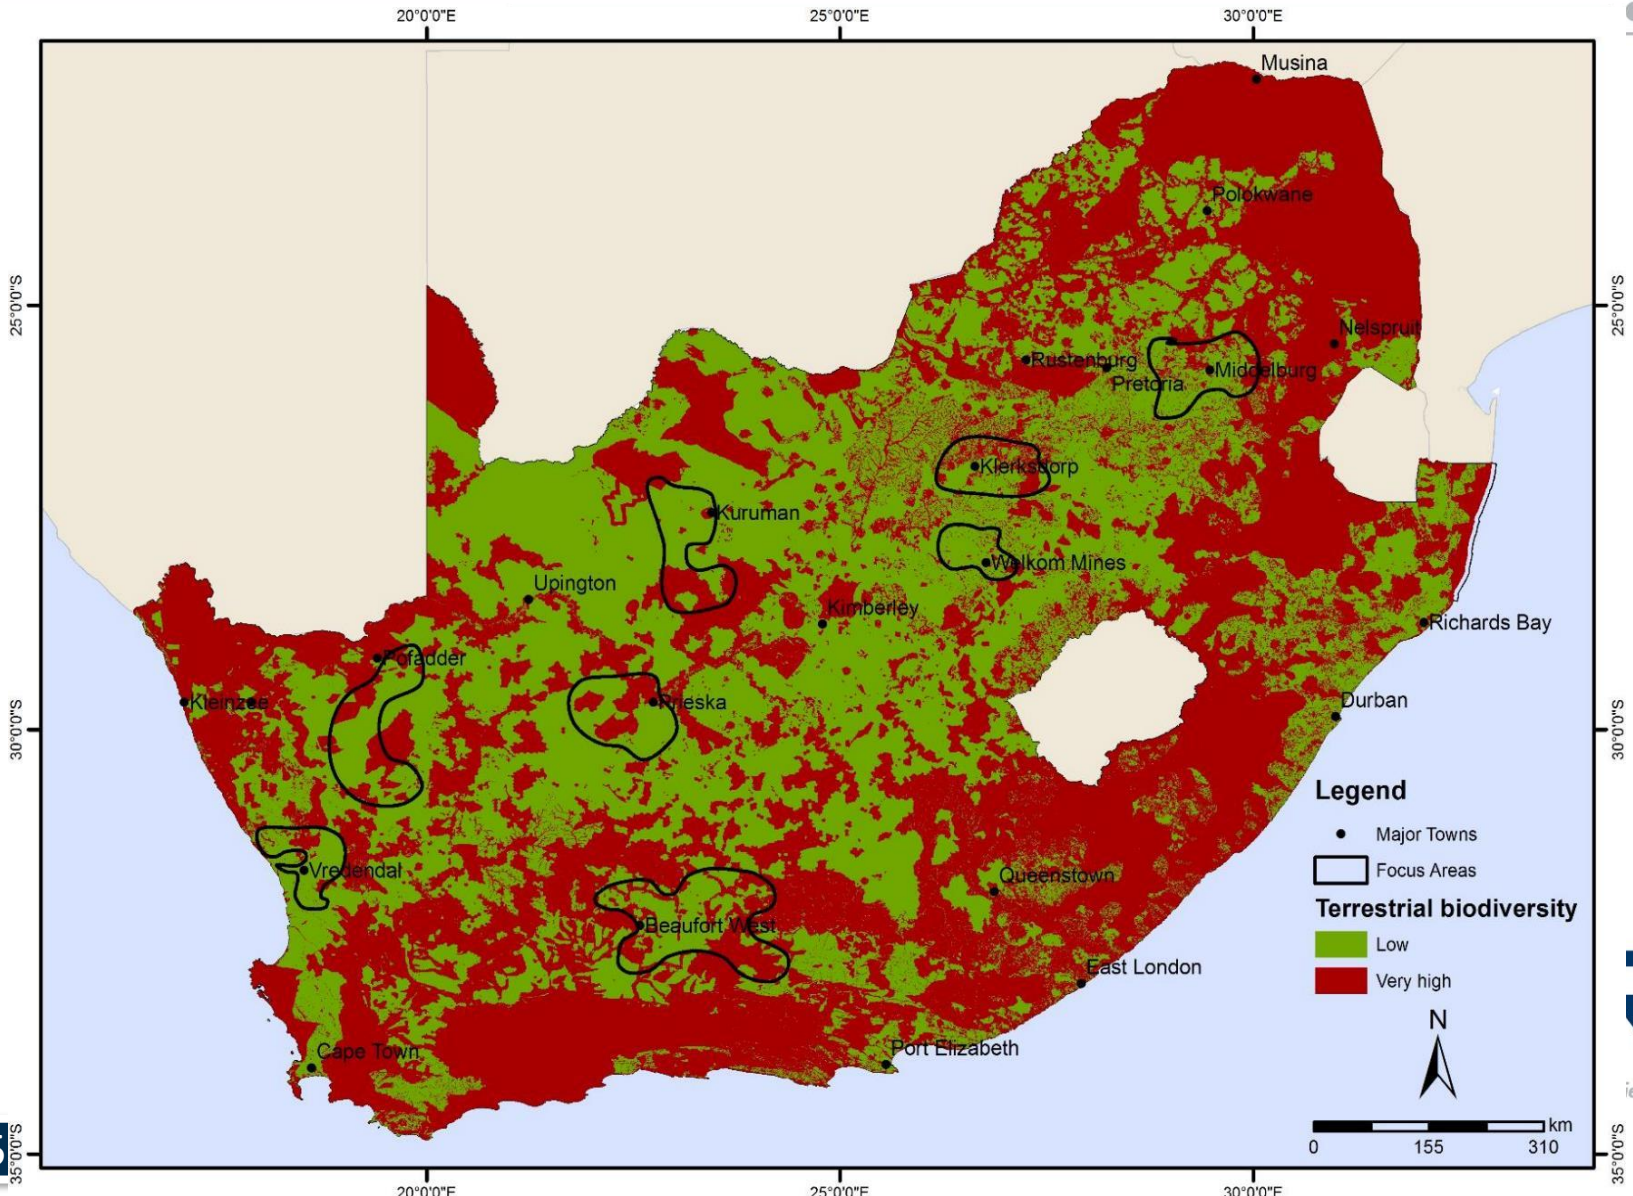 20°0'0"E
25°0'0"E
30°0'0"E
Musina
Polokwane
25°0'0"S
25°0'0"S
Nelspruit
Rustenburg
Middelburg
Pretoria
Klerksdorp
Kuruman
Welkom Mines
Upington
Kimberley
Richards Bay
Pofadder
Kleinzee
Prieska
Durban
30°0'0"S
30°0'0"S
Legend
Major Towns
Vredendal
Queenstown
Focus Areas
Terrestrial biodiversity
Beaufort West
Low
East London
Very high
N
Cape Town
Port Elizabeth
km
0
155
310
35°0'0"S
35°0'0"S
20°0'0"E
25°0'0"E
30°0'0"E